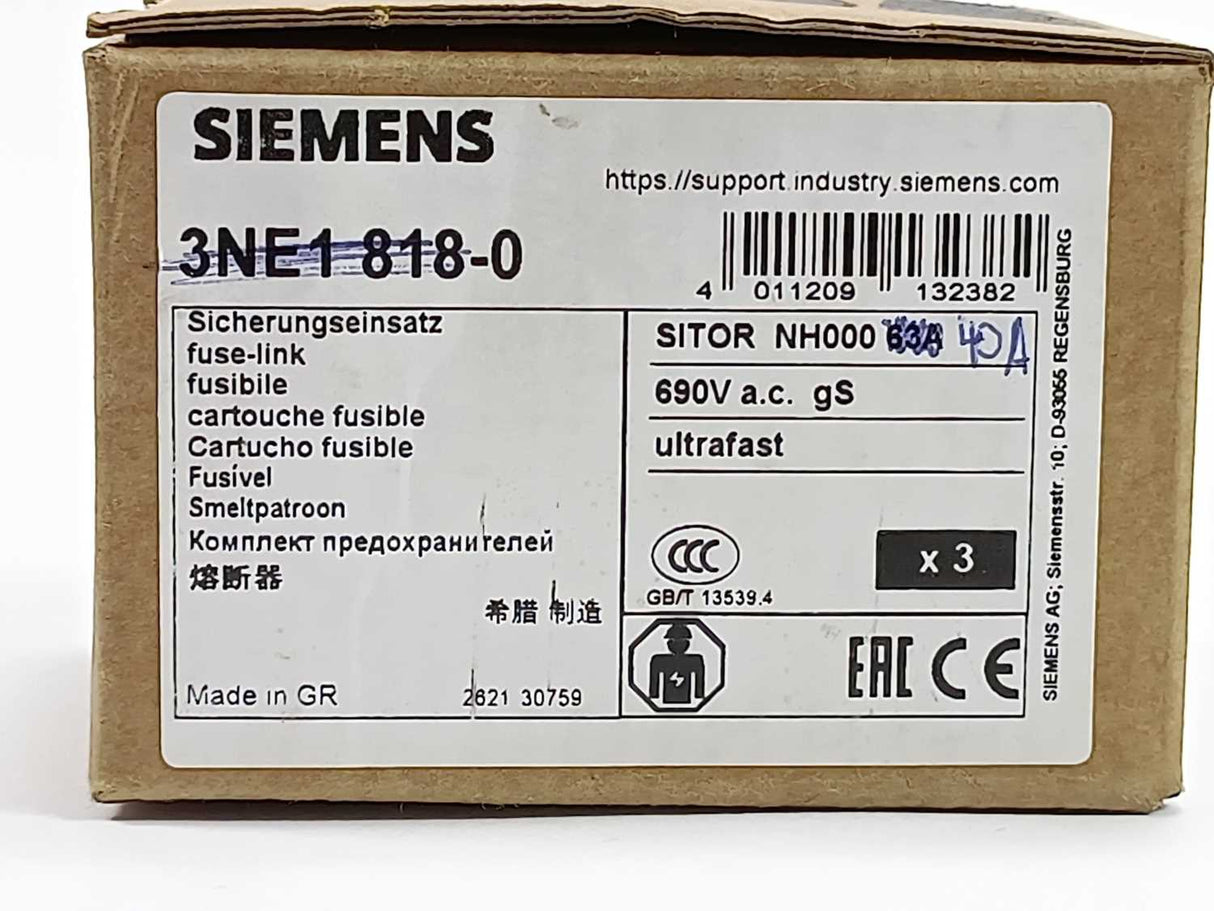 SIEMENS
https://support.industry.siemens.com
3NE1 818-0
4 011209 132382
Sicherungseinsatz
fuse-link
fusibile
cartouche fusible
Cartucho fusible
Fusível
Smeltpatroon
Комплект предохранителей
熔断器
希腊 制造
Made in GR
2621 30759
SITOR NH000 63A 40A
690V a.c. gS
ultrafast
CCC
GB/T 13539.4
x 3
EAC CE
SIEMENS AG; Siemensstr. 10; D-93055 REGENSBURG